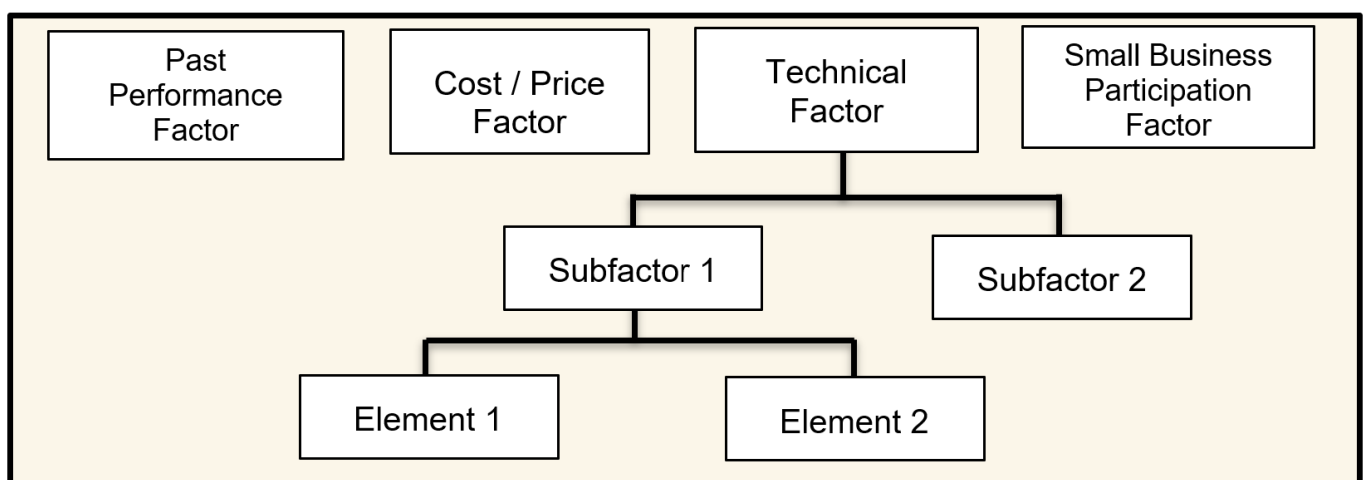 Past
Performance
Factor
Cost / Price
Factor
Technical
Factor
Small Business
Participation
Factor
Subfactor 1
Subfactor 2
Element 1
Element 2